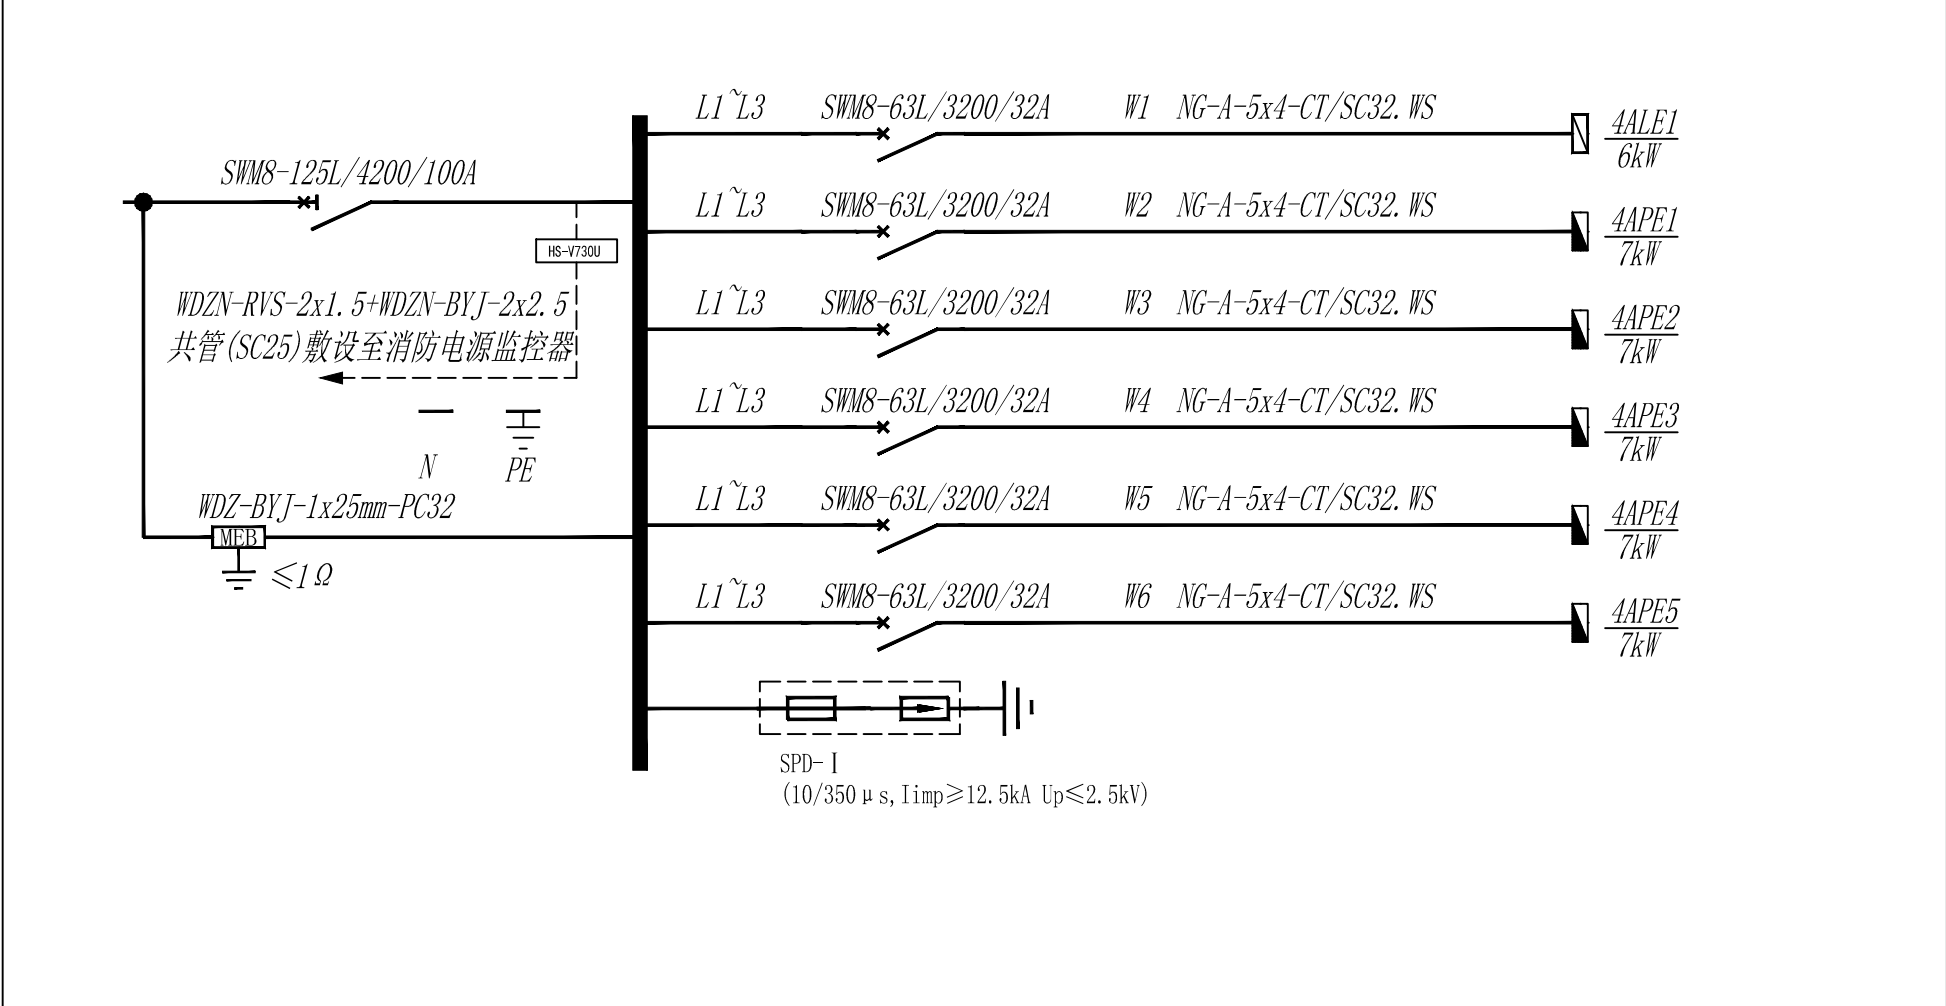 L1~L3 SWM8-63L/3200/32A W1 NG-A-5x4-CT/SC32.WS
4ALE1
6kW
SWM8-125L/4200/100A
L1~L3 SWM8-63L/3200/32A W2 NG-A-5x4-CT/SC32.WS
4APE1
7kW
HS-V730U
WDZN-RVS-2x1.5+WDZN-BYJ-2x2.5
共管(SC25)敷设至消防电源监控器
L1~L3 SWM8-63L/3200/32A W3 NG-A-5x4-CT/SC32.WS
4APE2
7kW
L1~L3 SWM8-63L/3200/32A W4 NG-A-5x4-CT/SC32.WS
4APE3
7kW
N PE
WDZ-BYJ-1x25mm-PC32
MEB
≤1Ω
L1~L3 SWM8-63L/3200/32A W5 NG-A-5x4-CT/SC32.WS
4APE4
7kW
L1~L3 SWM8-63L/3200/32A W6 NG-A-5x4-CT/SC32.WS
4APE5
7kW
SPD-Ⅰ
(10/350μs,Iimp≥12.5kA Up≤2.5kV)